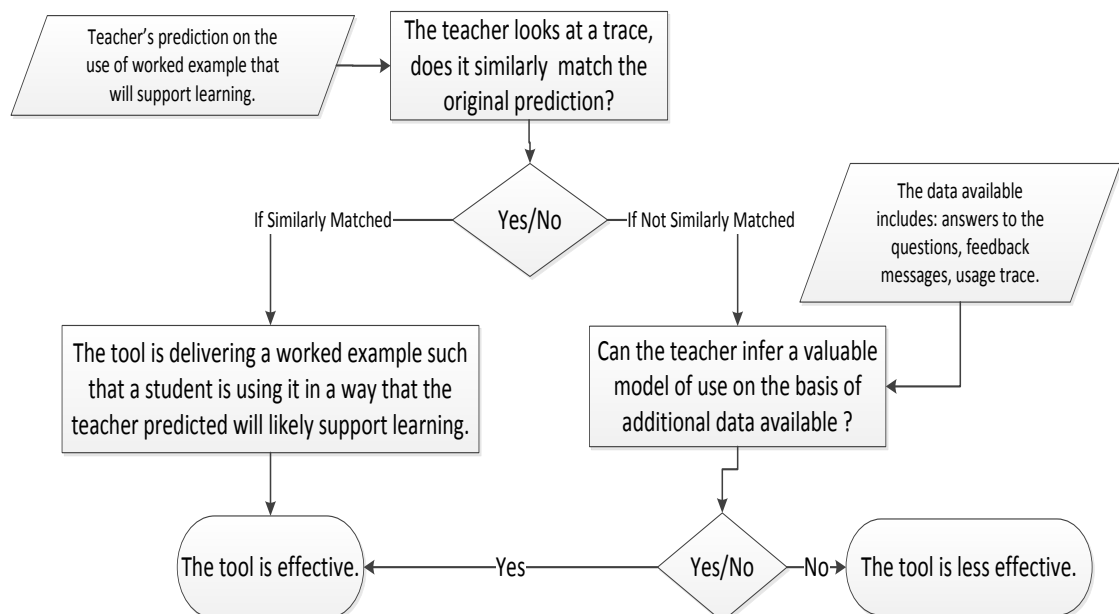 Teacher’s prediction on the
use of worked example that
will support learning.
The teacher looks at a trace,
does it similarly match the
original prediction?
Yes/No
If Similarly Matched
If Not Similarly Matched
The data available
includes: answers to the
questions, feedback
messages, usage trace.
The tool is delivering a worked example such
that a student is using it in a way that the
teacher predicted will likely support learning.
Can the teacher infer a valuable
model of use on the basis of
additional data available ?
The tool is effective.
Yes
Yes/No
No
The tool is less effective.